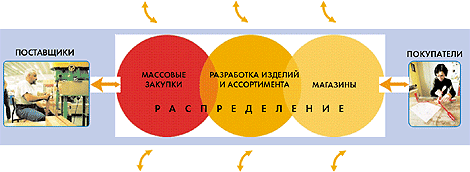 ПОСТАВЩИКИ
ПОКУПАТЕЛИ
МАССОВЫЕ
ЗАКУПКИ
РАЗРАБОТКА ИЗДЕЛИЙ
И АССОРТИМЕНТА
МАГАЗИНЫ
РАСПРЕДЕЛЕНИЕ